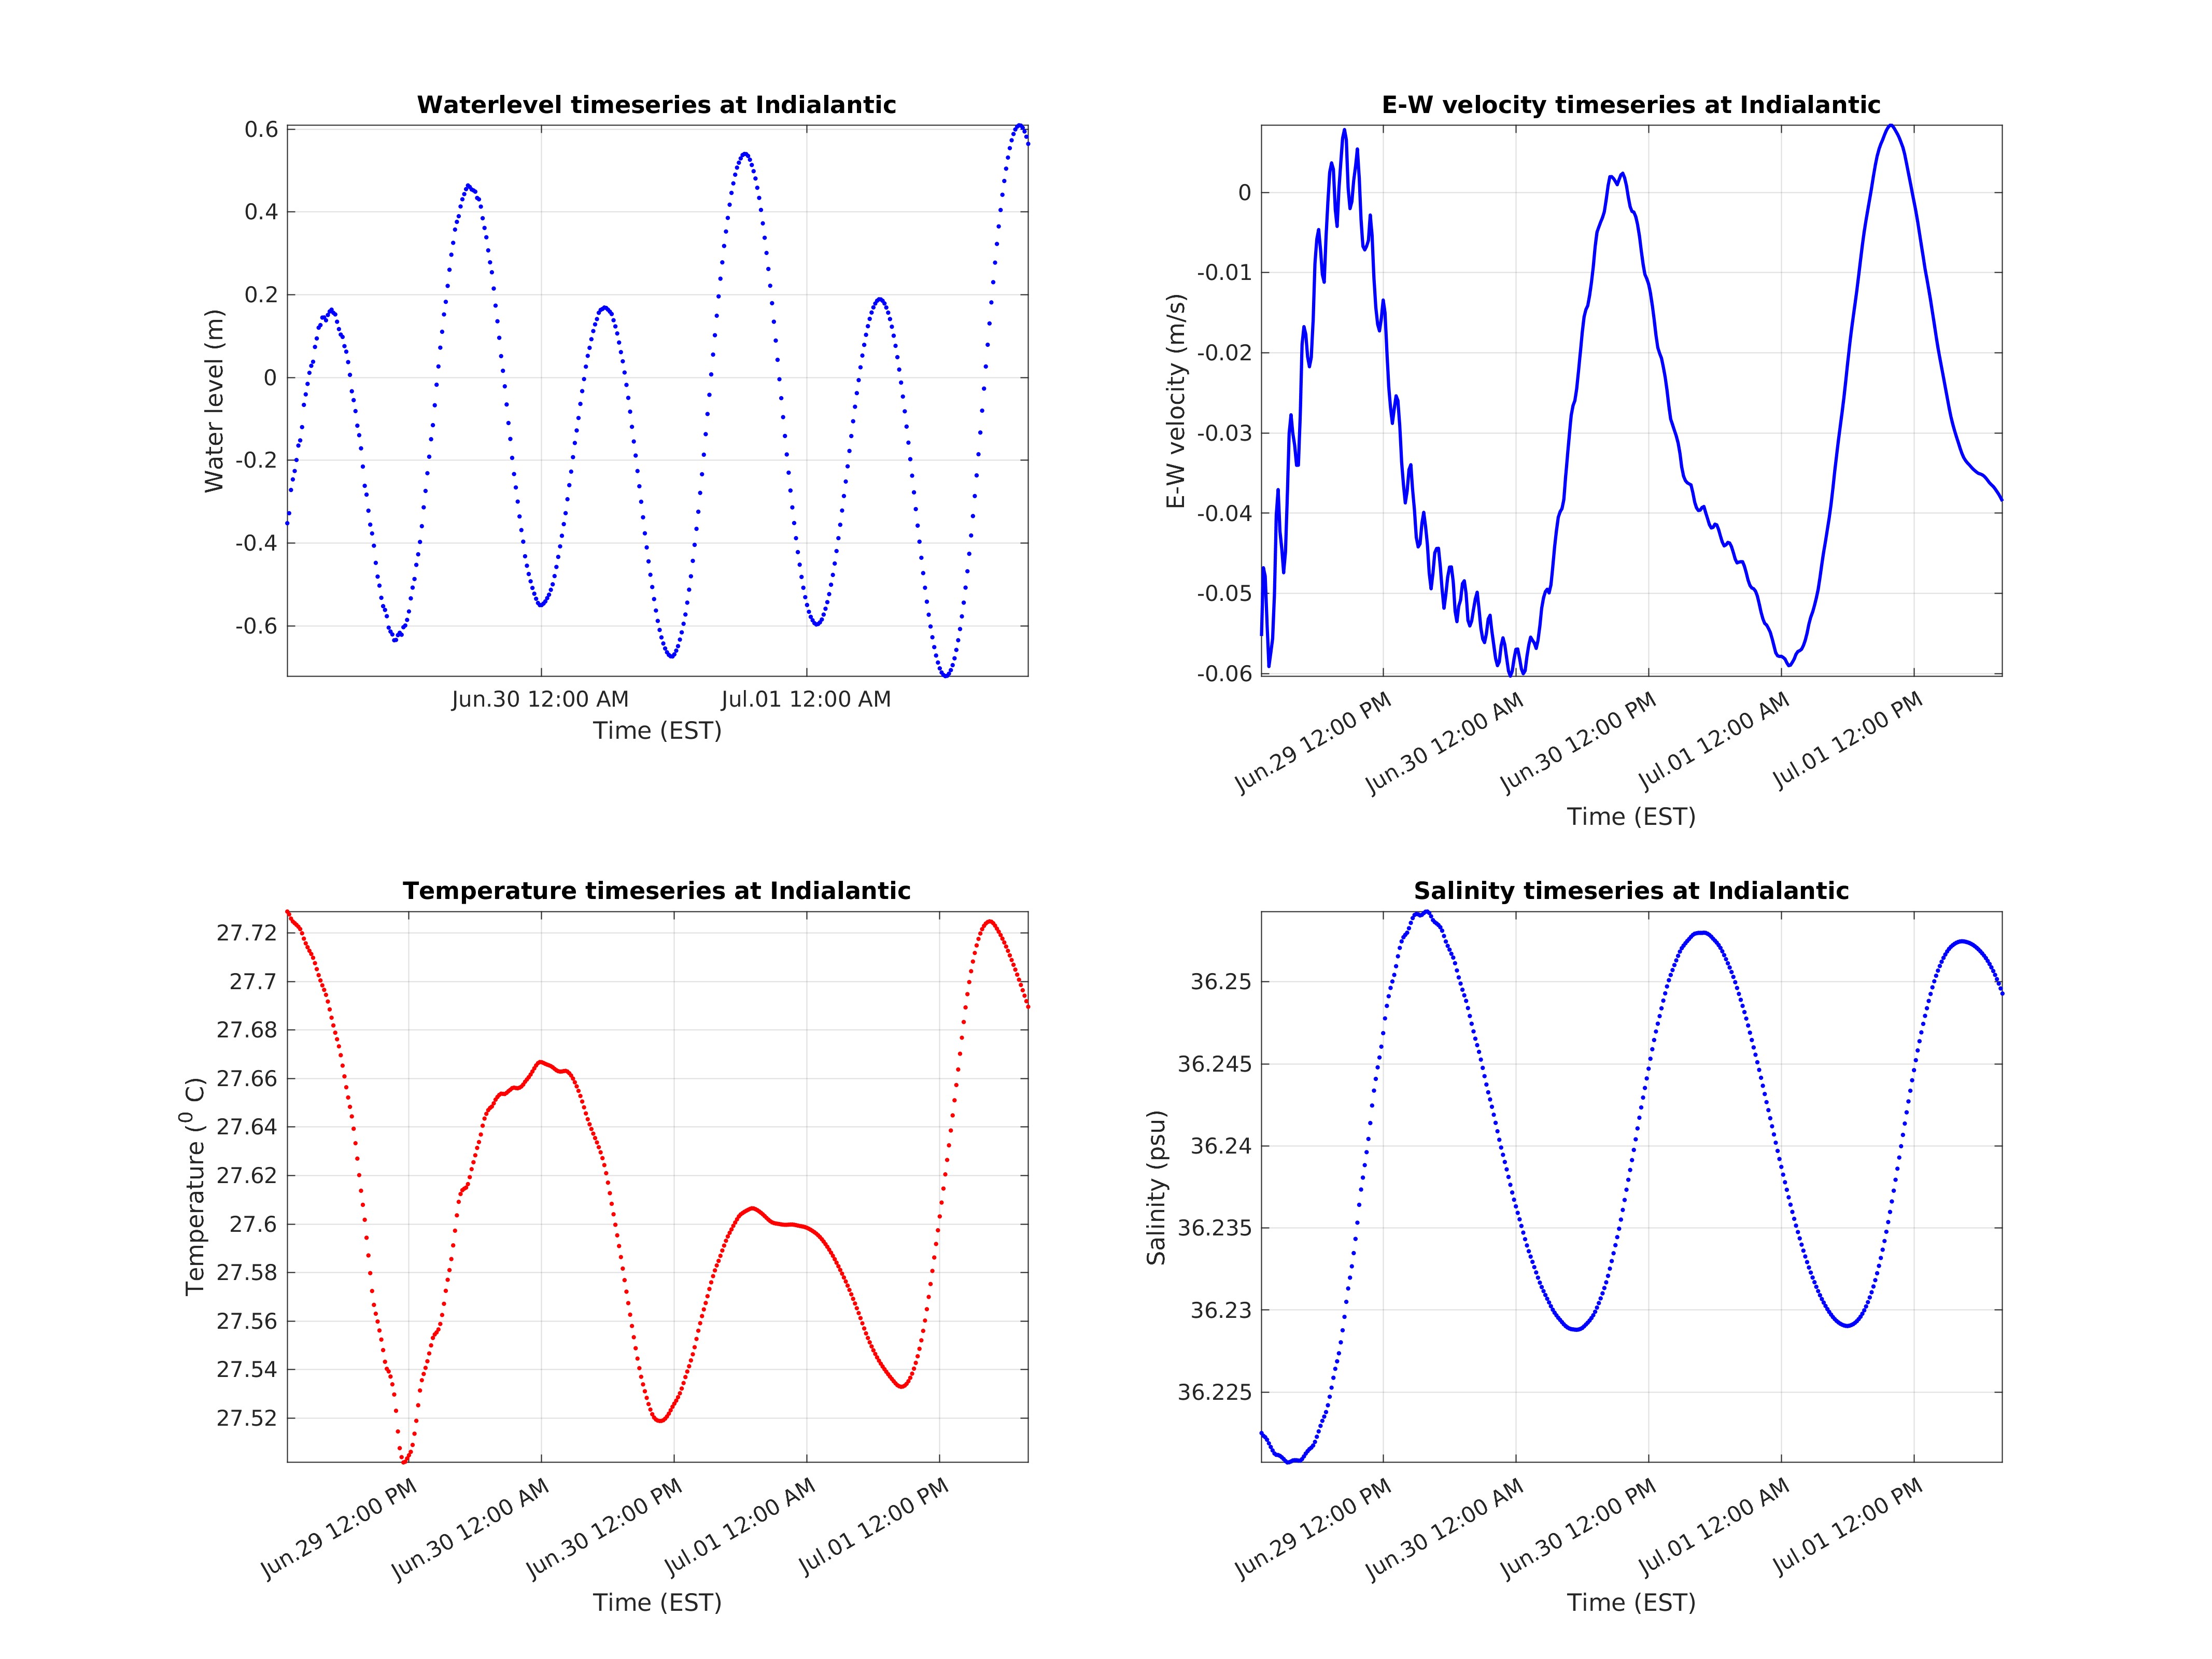 Waterlevel timeseries at Indialantic
0.6
0.4
0.2
0
-0.2
-0.4
-0.6
Water level (m)
Jun.30 12:00 AM
Jul.01 12:00 AM
Time (EST)
E-W velocity timeseries at Indialantic
0
-0.01
-0.02
-0.03
-0.04
-0.05
-0.06
E-W velocity (m/s)
Jun.29 12:00 PM
Jun.30 12:00 AM
Jun.30 12:00 PM
Jul.01 12:00 AM
Jul.01 12:00 PM
Time (EST)
Temperature timeseries at Indialantic
27.72
27.7
27.68
27.66
27.64
27.62
27.6
27.58
27.56
27.54
27.52
Temperature (⁰ C)
Jun.29 12:00 PM
Jun.30 12:00 AM
Jun.30 12:00 PM
Jul.01 12:00 AM
Jul.01 12:00 PM
Time (EST)
Salinity timeseries at Indialantic
36.25
36.245
36.24
36.235
36.23
36.225
Salinity (psu)
Jun.29 12:00 PM
Jun.30 12:00 AM
Jun.30 12:00 PM
Jul.01 12:00 AM
Jul.01 12:00 PM
Time (EST)